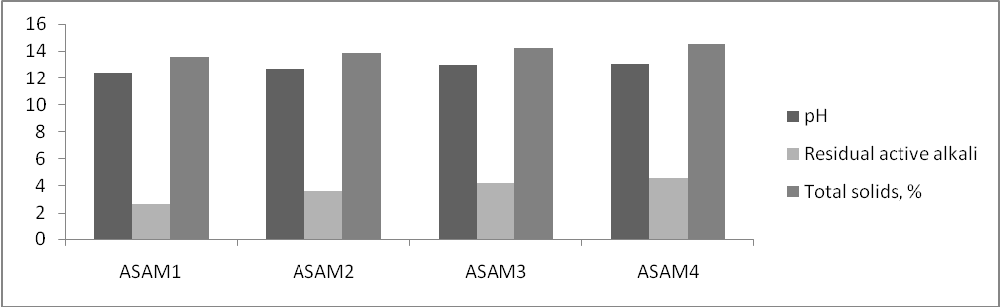 16
14
12
10
8
6
4
2
0
ASAM1 ASAM2 ASAM3 ASAM4
pH
Residual active alkali
Total solids, %